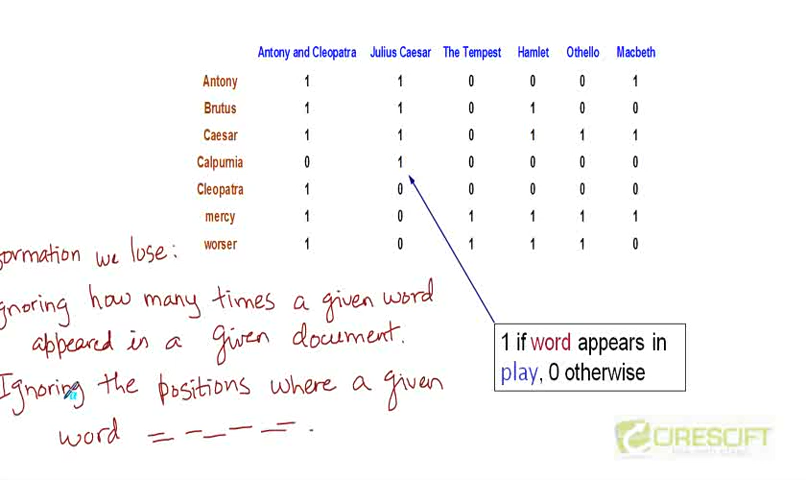 Antony and Cleopatra Julius Caesar The Tempest Hamlet Othello Macbeth
Antony 1 1 0 0 0 1
Brutus 1 1 0 1 0 0
Caesar 1 1 0 1 1 1
Calpurnia 0 1 0 0 0 0
Cleopatra 1 0 0 0 0 0
mercy 1 0 1 1 1 1
worser 1 0 1 1 1 0
ormation we lose:
gnoring how many times a given word
appeared in a given document.
Ignoring the positions where a given
word
1 if word appears in
play, 0 otherwise